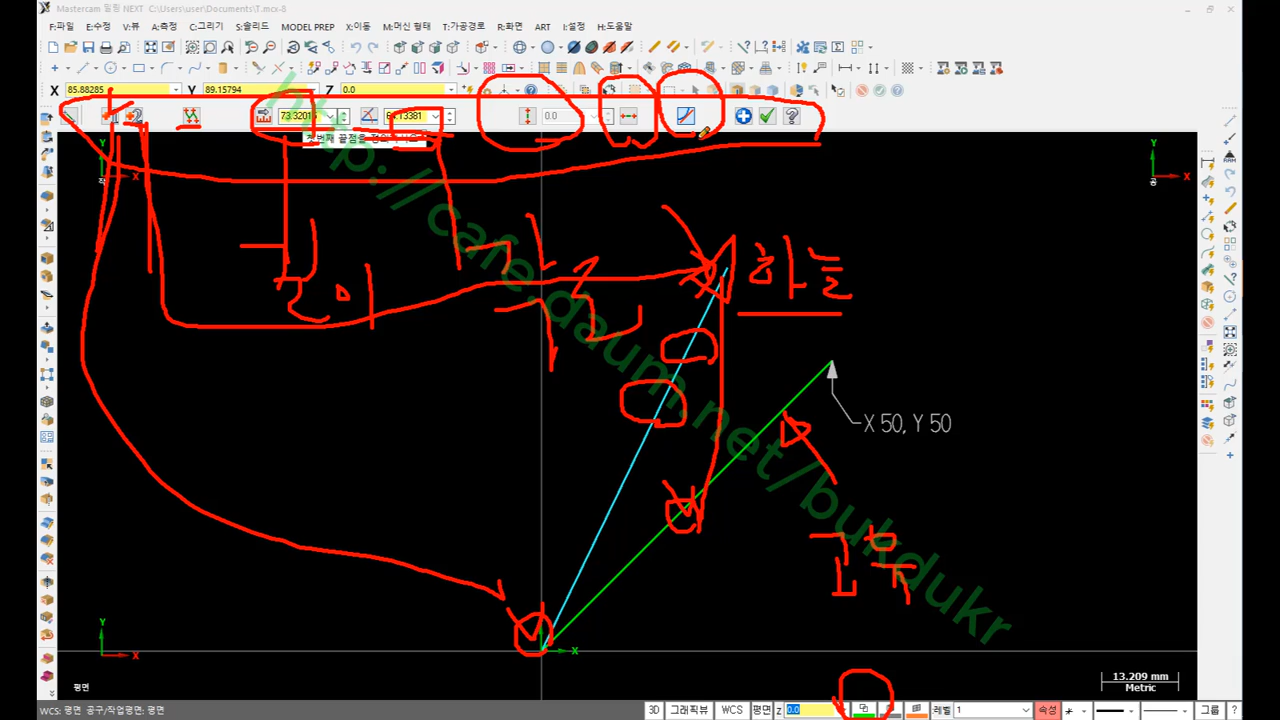 Mastercam 밀링 NEXT C:\Users\user\Documents\T.mcx-8
F:파일 E:수정 V:뷰 A:측정 C:그리기 S:솔리드 MODEL PREP X:이동 M:머신 형태 T:가공경로 R:화면 ART I:설정 H:도움말
X 85.88285 Y 89.15794 Z 0.0
73.32015
0.0
Y
X
Y
X
공
http://cafe.daum.net/bukdukr
길이
각도
하늘
X 50, Y 50
X
Y
X
평면
13.209 mm
Metric
WCS: 평면 공구/작업평면: 평면
3D 그래픽뷰 WCS 평면 Z 0.0 레벨 1 속성 그룹 ?